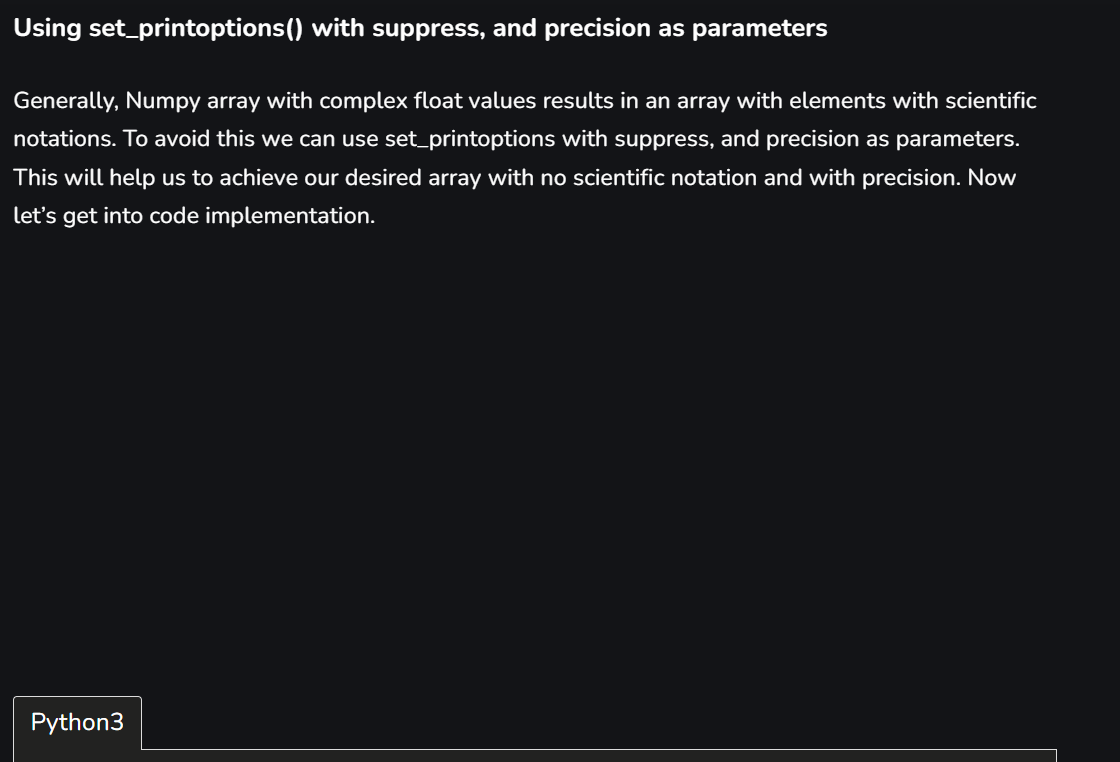 Using set_printoptions() with suppress, and precision as parameters
Generally, Numpy array with complex float values results in an array with elements with scientific
notations. To avoid this we can use set_printoptions with suppress, and precision as parameters.
This will help us to achieve our desired array with no scientific notation and with precision. Now
let’s get into code implementation.
Python3